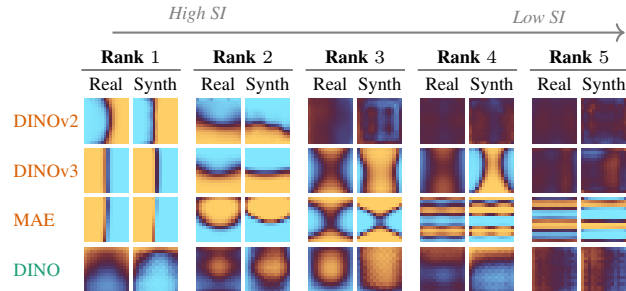 High SI Low SI
Rank 1 Rank 2 Rank 3 Rank 4 Rank 5
Real Synth Real Synth Real Synth Real Synth Real Synth
DINOv2
DINOv3
MAE
DINO